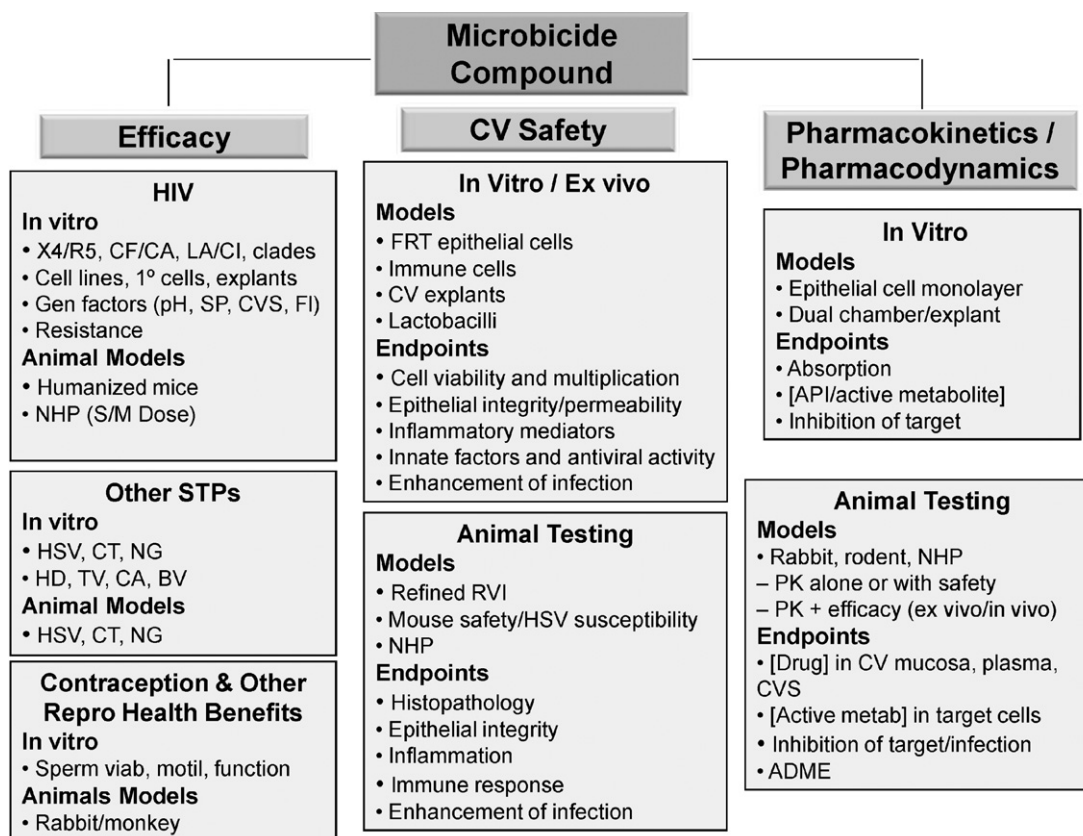 Microbicide
Compound
Efficacy
HIV
In vitro
• X4/R5, CF/CA, LA/CI, clades
• Cell lines, 1º cells, explants
• Gen factors (pH, SP, CVS, FI)
• Resistance
Animal Models
• Humanized mice
• NHP (S/M Dose)
Other STPs
In vitro
• HSV, CT, NG
• HD, TV, CA, BV
Animal Models
• HSV, CT, NG
Contraception & Other
Repro Health Benefits
In vitro
• Sperm viab, motil, function
Animals Models
• Rabbit/monkey
CV Safety
In Vitro / Ex vivo
Models
• FRT epithelial cells
• Immune cells
• CV explants
• Lactobacilli
Endpoints
• Cell viability and multiplication
• Epithelial integrity/permeability
• Inflammatory mediators
• Innate factors and antiviral activity
• Enhancement of infection
Animal Testing
Models
• Refined RVI
• Mouse safety/HSV susceptibility
• NHP
Endpoints
• Histopathology
• Epithelial integrity
• Inflammation
• Immune response
• Enhancement of infection
Pharmacokinetics /
Pharmacodynamics
In Vitro
Models
• Epithelial cell monolayer
• Dual chamber/explant
Endpoints
• Absorption
• [API/active metabolite]
• Inhibition of target
Animal Testing
Models
• Rabbit, rodent, NHP
– PK alone or with safety
– PK + efficacy (ex vivo/in vivo)
Endpoints
• [Drug] in CV mucosa, plasma,
CVS
• [Active metab] in target cells
• Inhibition of target/infection
• ADME